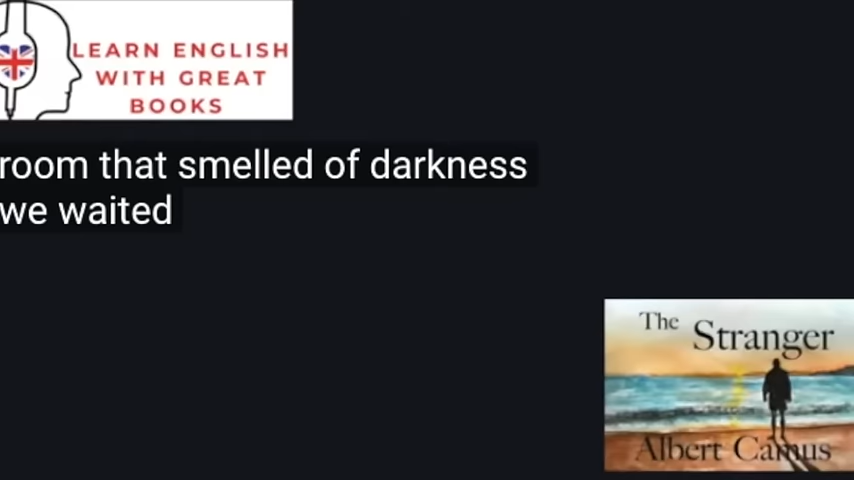 LEARN ENGLISH
WITH GREAT
BOOKS
room that smelled of darkness
we waited
The Stranger
Albert Camus